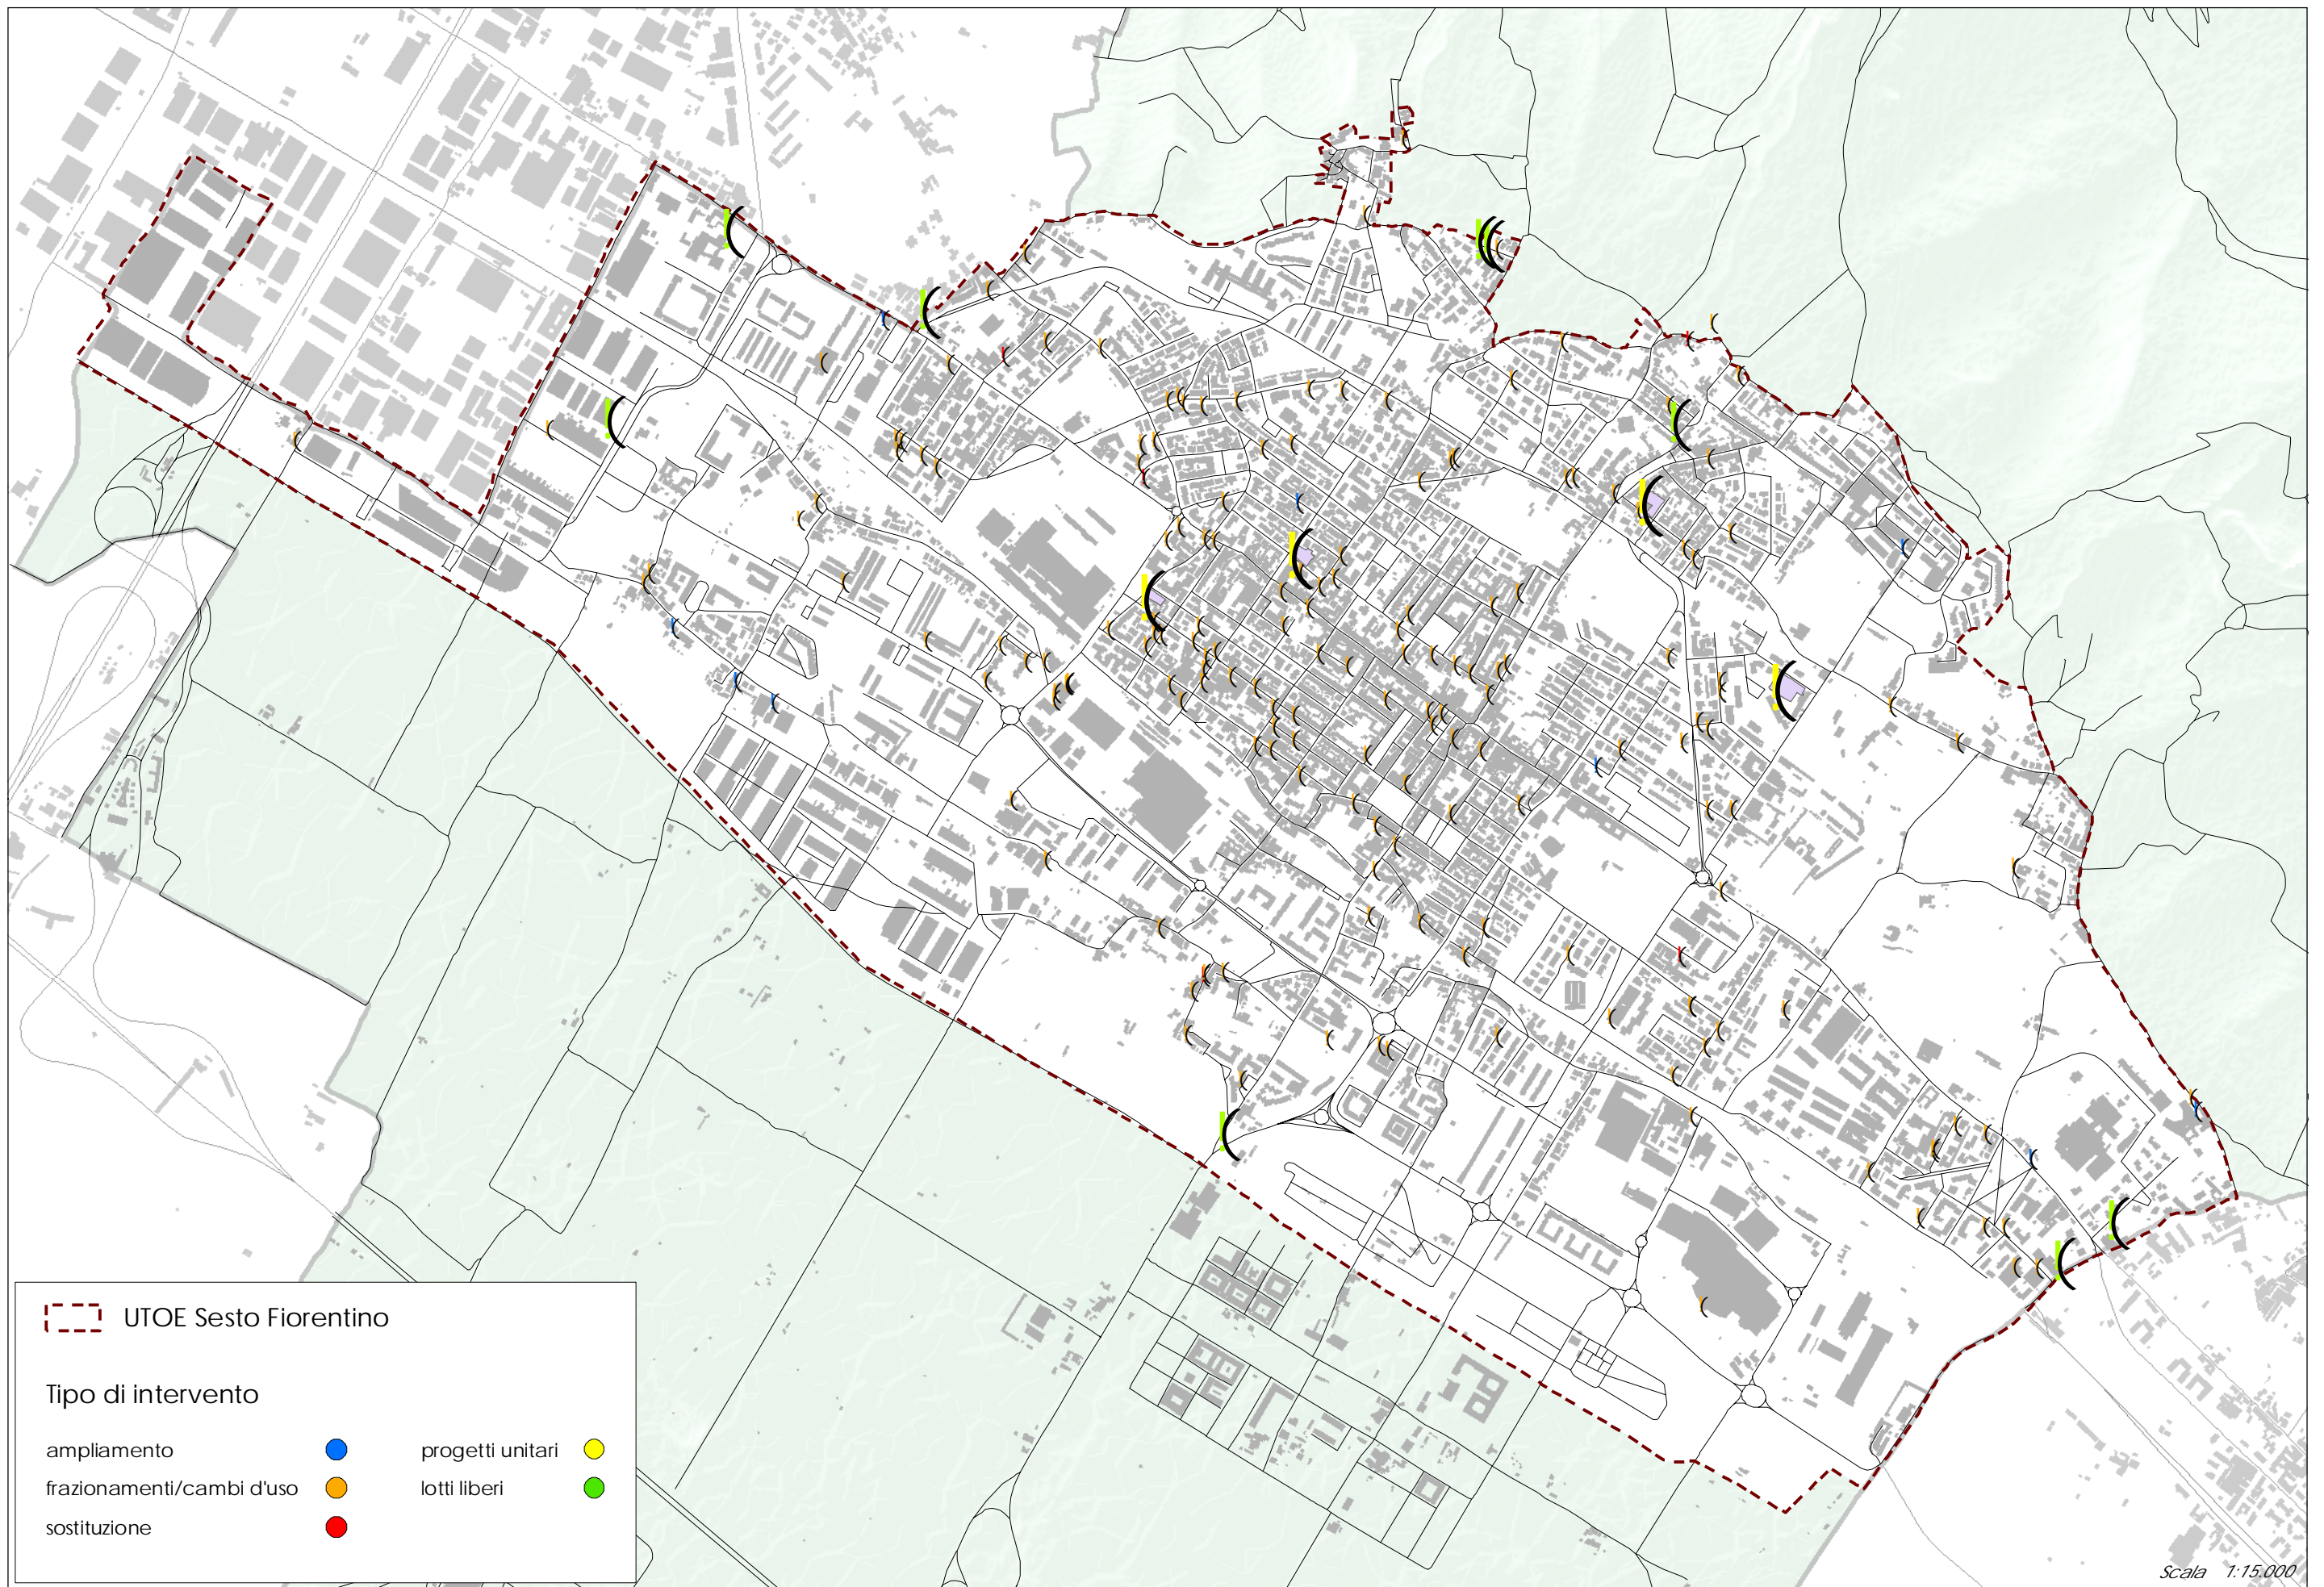 UTOE Sesto Fiorentino
Tipo di intervento
ampliamento
progetti unitari
frazionamenti/cambi d'uso
lotti liberi
sostituzione
Scala 1:15.000